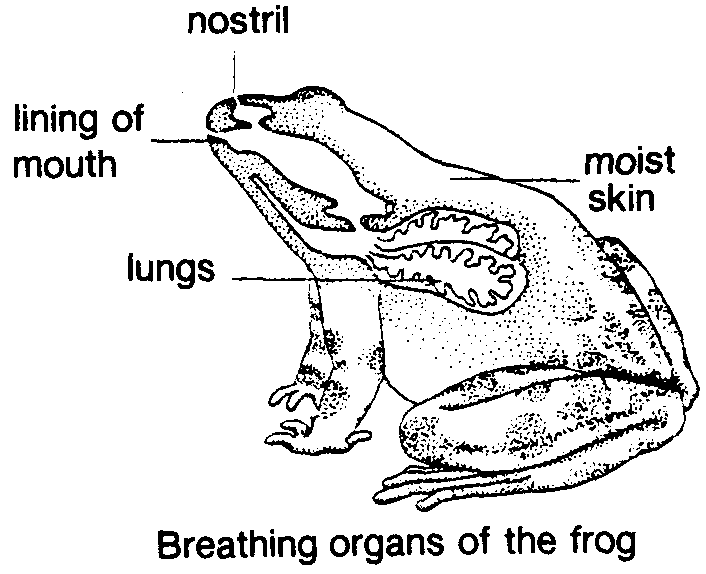 nostril
lining of
mouth
moist
skin
lungs
Breathing organs of the frog